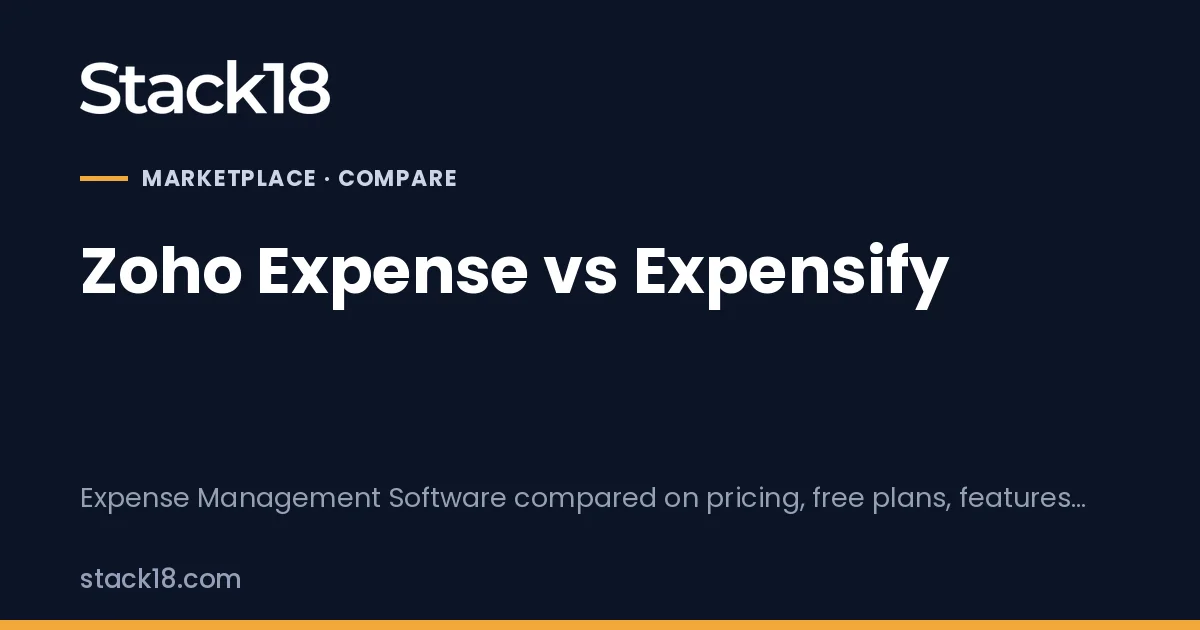 Stack18
MARKETPLACE · COMPARE
Zoho Expense vs Expensify
Expense Management Software compared on pricing, free plans, features...
stack18.com